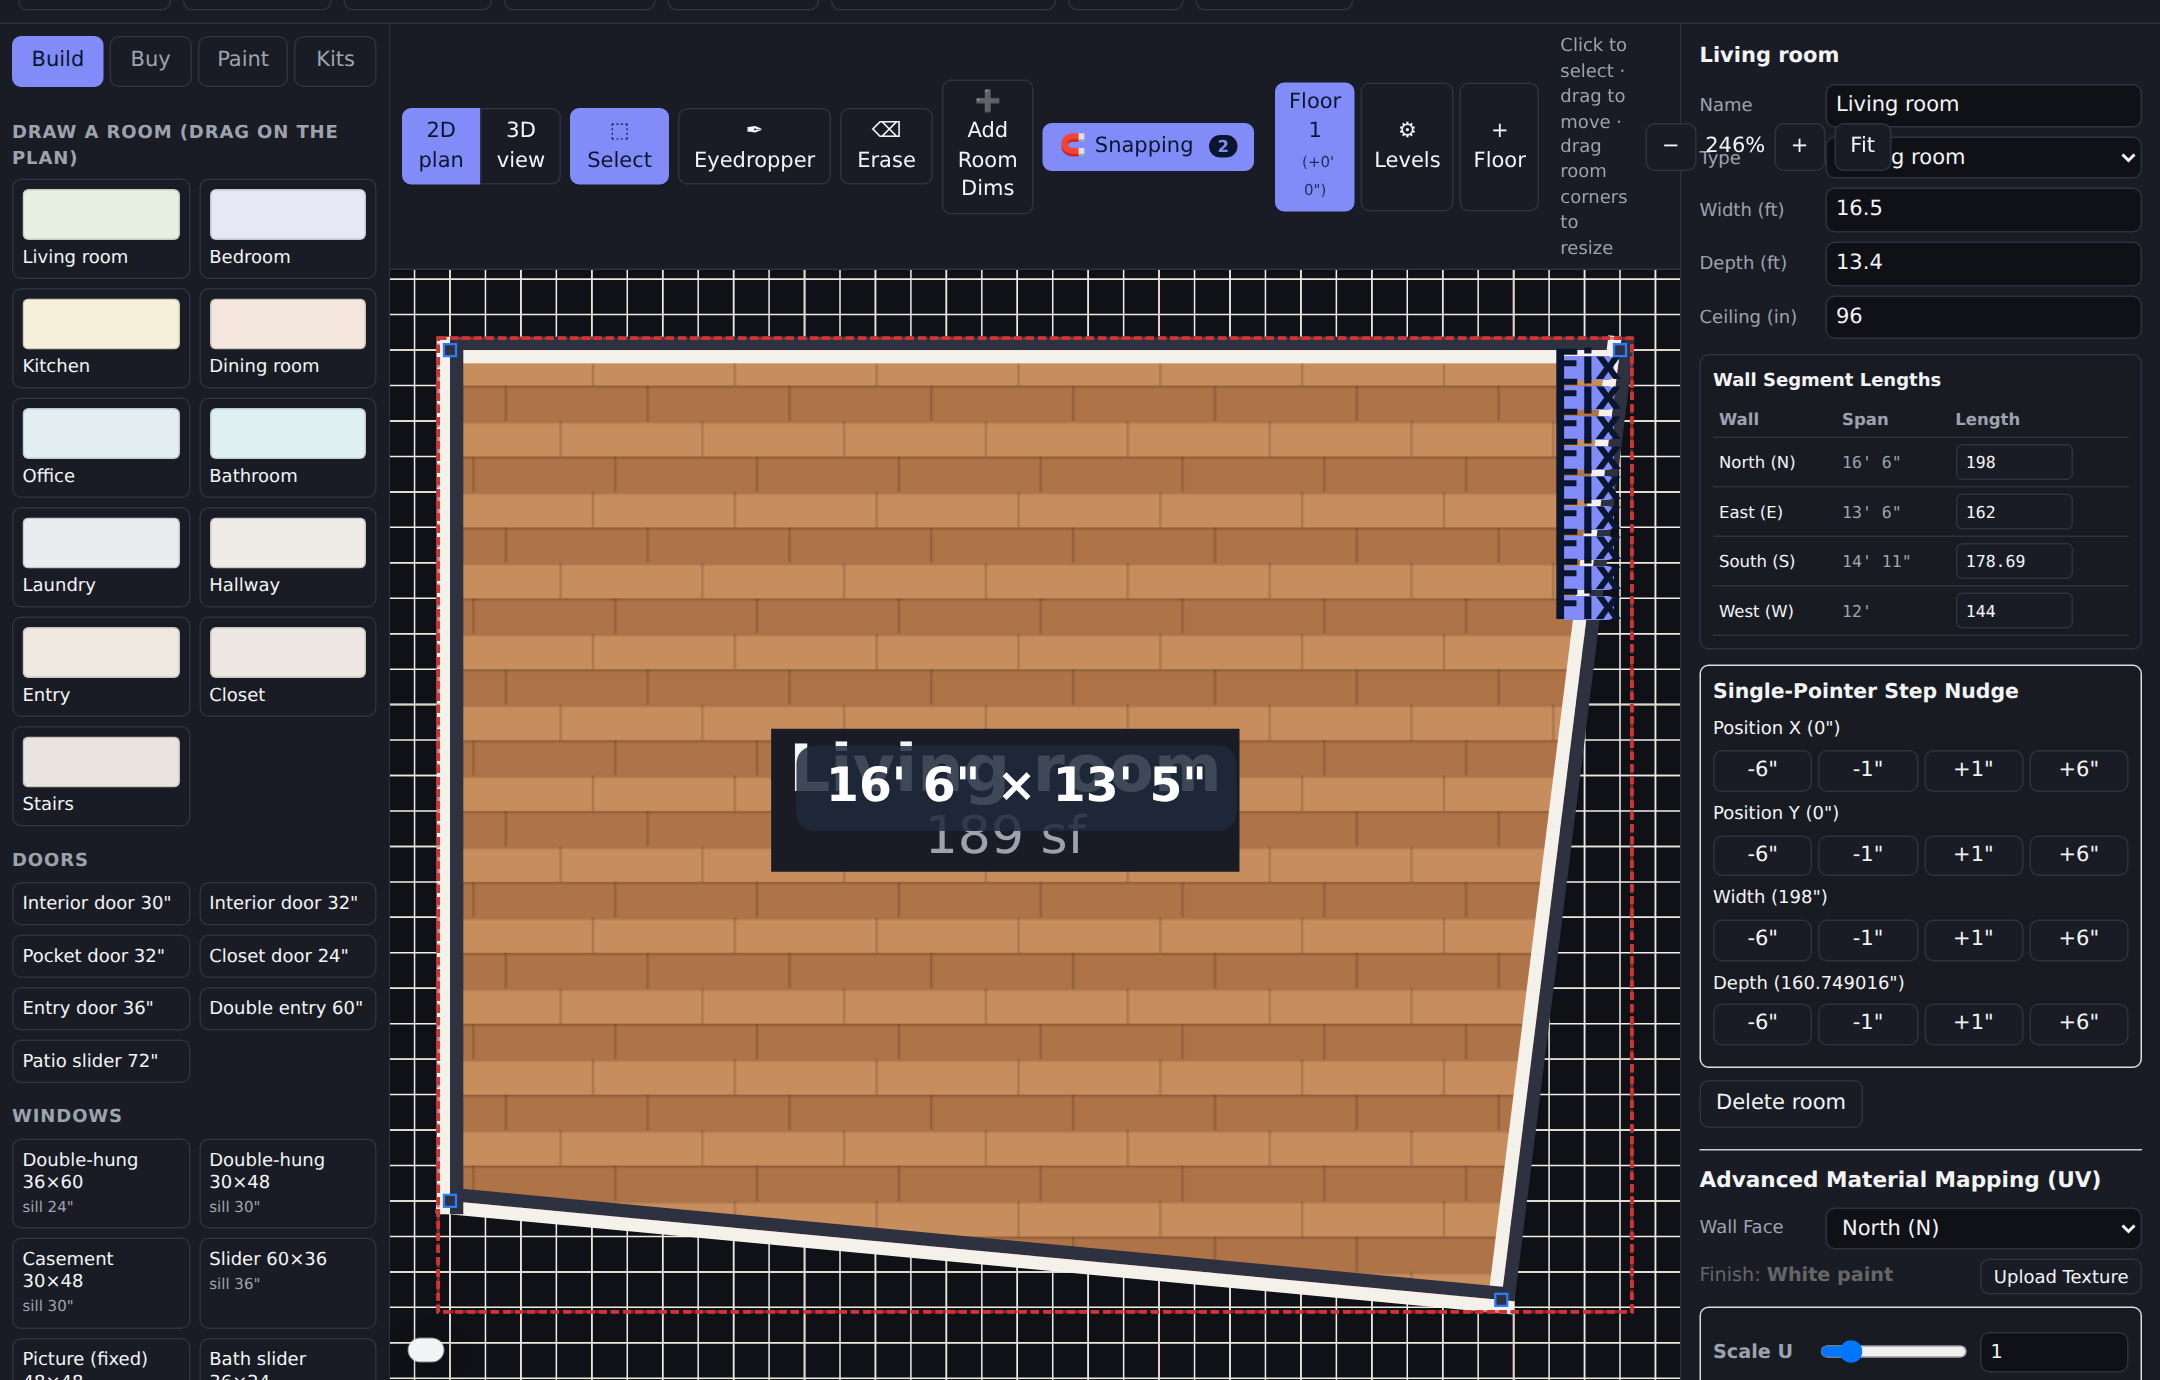 Build
Buy
Paint
Kits
DRAW A ROOM (DRAG ON THE
PLAN)
Living room
Bedroom
Kitchen
Dining room
Office
Bathroom
Laundry
Hallway
Entry
Closet
Stairs
DOORS
Interior door 30"
Interior door 32"
Pocket door 32"
Closet door 24"
Entry door 36"
Double entry 60"
Patio slider 72"
WINDOWS
Double-hung
36×60
sill 24"
Double-hung
30×48
sill 30"
Casement
30×48
sill 30"
Slider 60×36
sill 36"
Picture (fixed)
48×48
Bath slider
36×24
2D
plan
3D
view
Select
Eyedropper
Erase
Add
Room
Dims
Snapping 2
Floor
1
(+0'
0")
Levels
+
Floor
Click to
select ·
drag to
move ·
drag
room
corners
to
resize
−
246%
+
Fit
Living room
16' 6" × 13' 5"
189 sf
Living room
Name
Living room
Type
g room
Width (ft)
16.5
Depth (ft)
13.4
Ceiling (in)
96
Wall Segment Lengths
Wall Span Length
North (N) 16' 6" 198
East (E) 13' 6" 162
South (S) 14' 11" 178.69
West (W) 12' 144
Single-Pointer Step Nudge
Position X (0")
-6" -1" +1" +6"
Position Y (0")
-6" -1" +1" +6"
Width (198")
-6" -1" +1" +6"
Depth (160.749016")
-6" -1" +1" +6"
Delete room
Advanced Material Mapping (UV)
Wall Face
North (N)
Finish: White paint
Upload Texture
Scale U
1